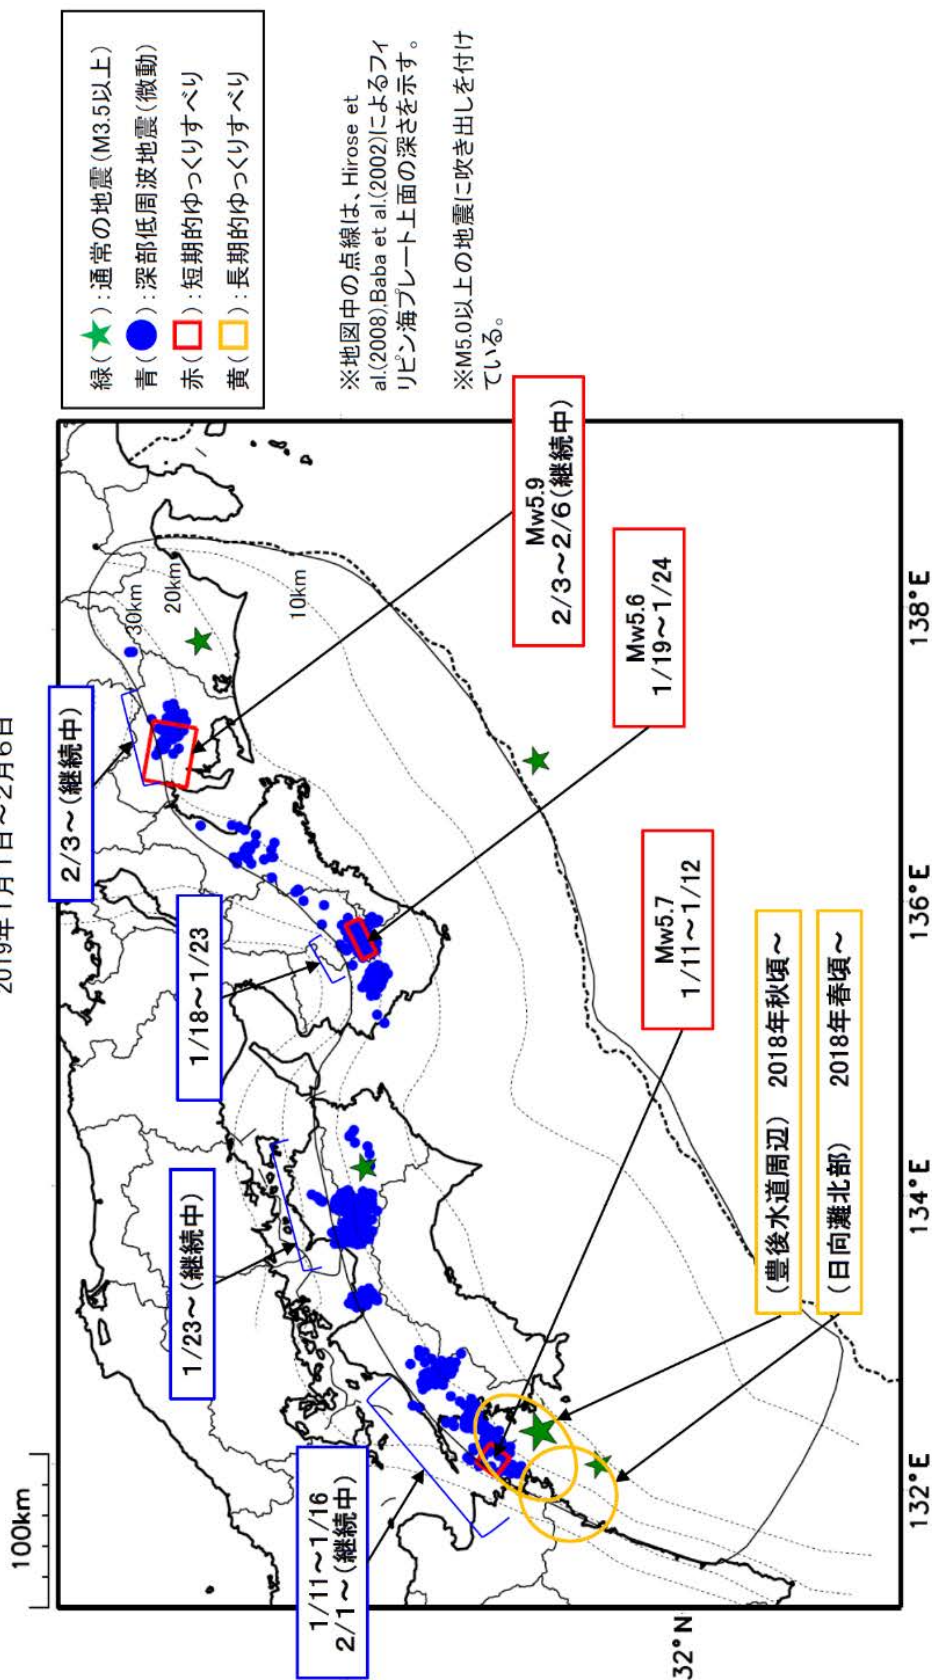 2019年1月1日～2月6日
緑(★):通常の地震(M3.5以上)
青(●):深部低周波地震(微動)
赤(□):短期的ゆっくりすべり
黄(□):長期的ゆっくりすべり
※地図中の点線は、Hirose et
al.(2008),Baba et al.(2002)によるフィ
リピン海プレート上面の深さを示す。
※M5.0以上の地震に吹き出しを付け
ている。
100km
2/3～(継続中)
1/18～1/23
1/23～(継続中)
1/11～1/16
2/1～(継続中)
30km
20km
10km
Mw5.9
2/3～2/6(継続中)
Mw5.6
1/19～1/24
Mw5.7
1/11～1/12
(豊後水道周辺) 2018年秋頃～
(日向灘北部) 2018年春頃～
32°N
132°E
134°E
136°E
138°E